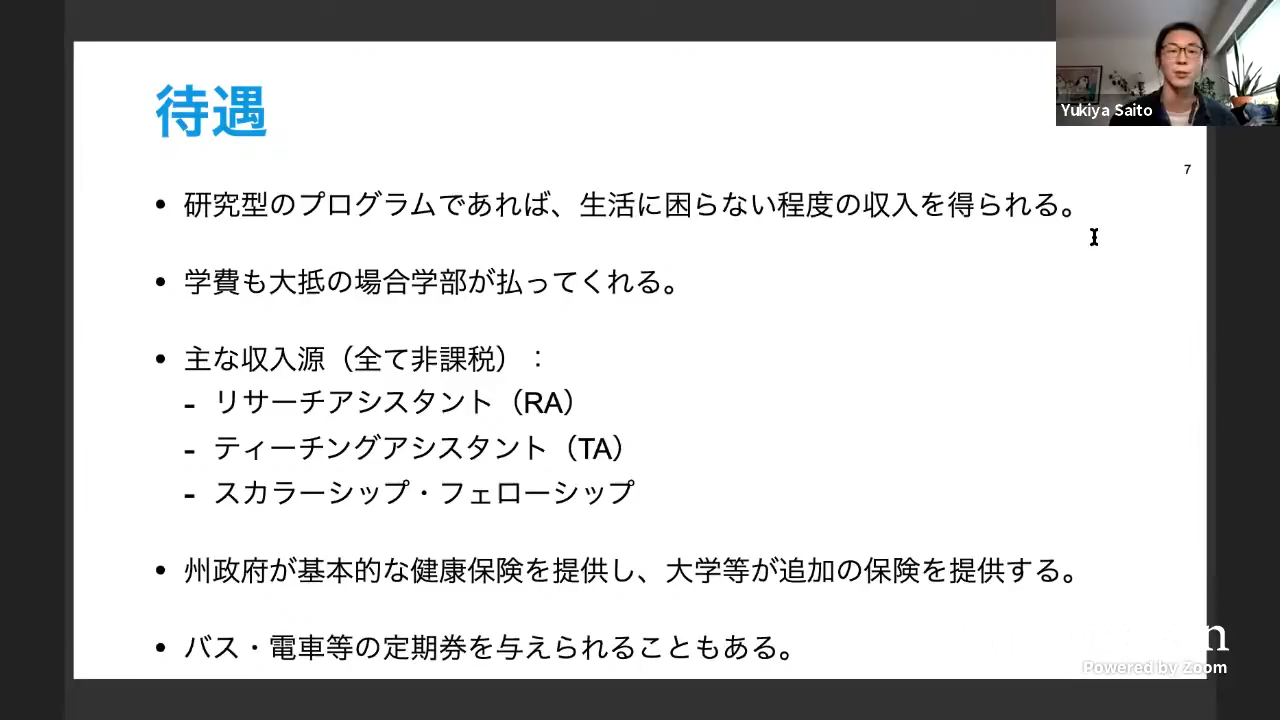 待遇
Yukiya Saito
7
• 研究型のプログラムであれば、生活に困らない程度の収入を得られる。
• 学費も大抵の場合学部が払ってくれる。
• 主な収入源（全て非課税）：
- リサーチアシスタント（RA）
- ティーチングアシスタント（TA）
- スカラーシップ・フェローシップ
• 州政府が基本的な健康保険を提供し、大学等が追加の保険を提供する。
• バス・電車等の定期券を与えられることもある。
Powered by Zoom